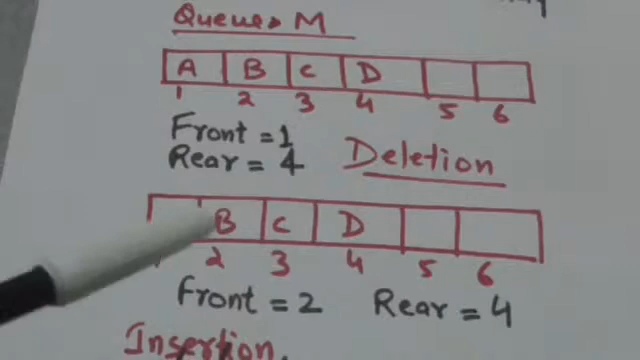 Queue M
A B C D
1 2 3 4 5 6
Front = 1
Rear = 4 Deletion
B C D
2 3 4 5 6
Front = 2 Rear = 4
Insertion.